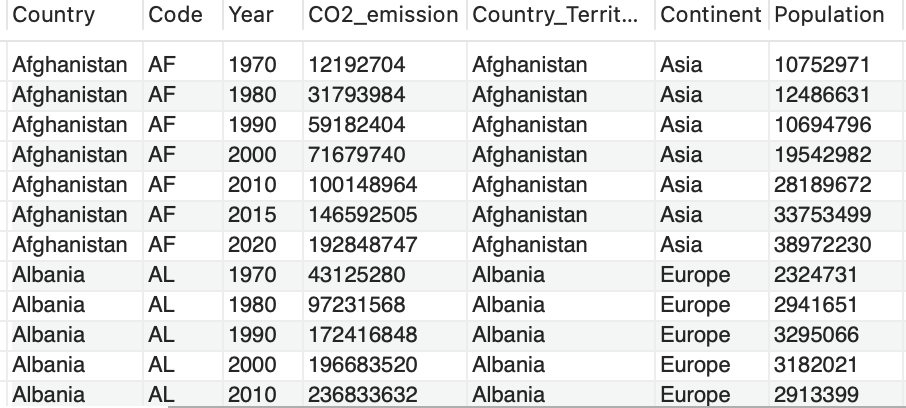 Country Code Year CO2_emission Country_Territ... Continent Population
Afghanistan AF 1970 12192704 Afghanistan Asia 10752971
Afghanistan AF 1980 31793984 Afghanistan Asia 12486631
Afghanistan AF 1990 59182404 Afghanistan Asia 10694796
Afghanistan AF 2000 71679740 Afghanistan Asia 19542982
Afghanistan AF 2010 100148964 Afghanistan Asia 28189672
Afghanistan AF 2015 146592505 Afghanistan Asia 33753499
Afghanistan AF 2020 192848747 Afghanistan Asia 38972230
Albania AL 1970 43125280 Albania Europe 2324731
Albania AL 1980 97231568 Albania Europe 2941651
Albania AL 1990 172416848 Albania Europe 3295066
Albania AL 2000 196683520 Albania Europe 3182021
Albania AL 2010 236833632 Albania Europe 2913399